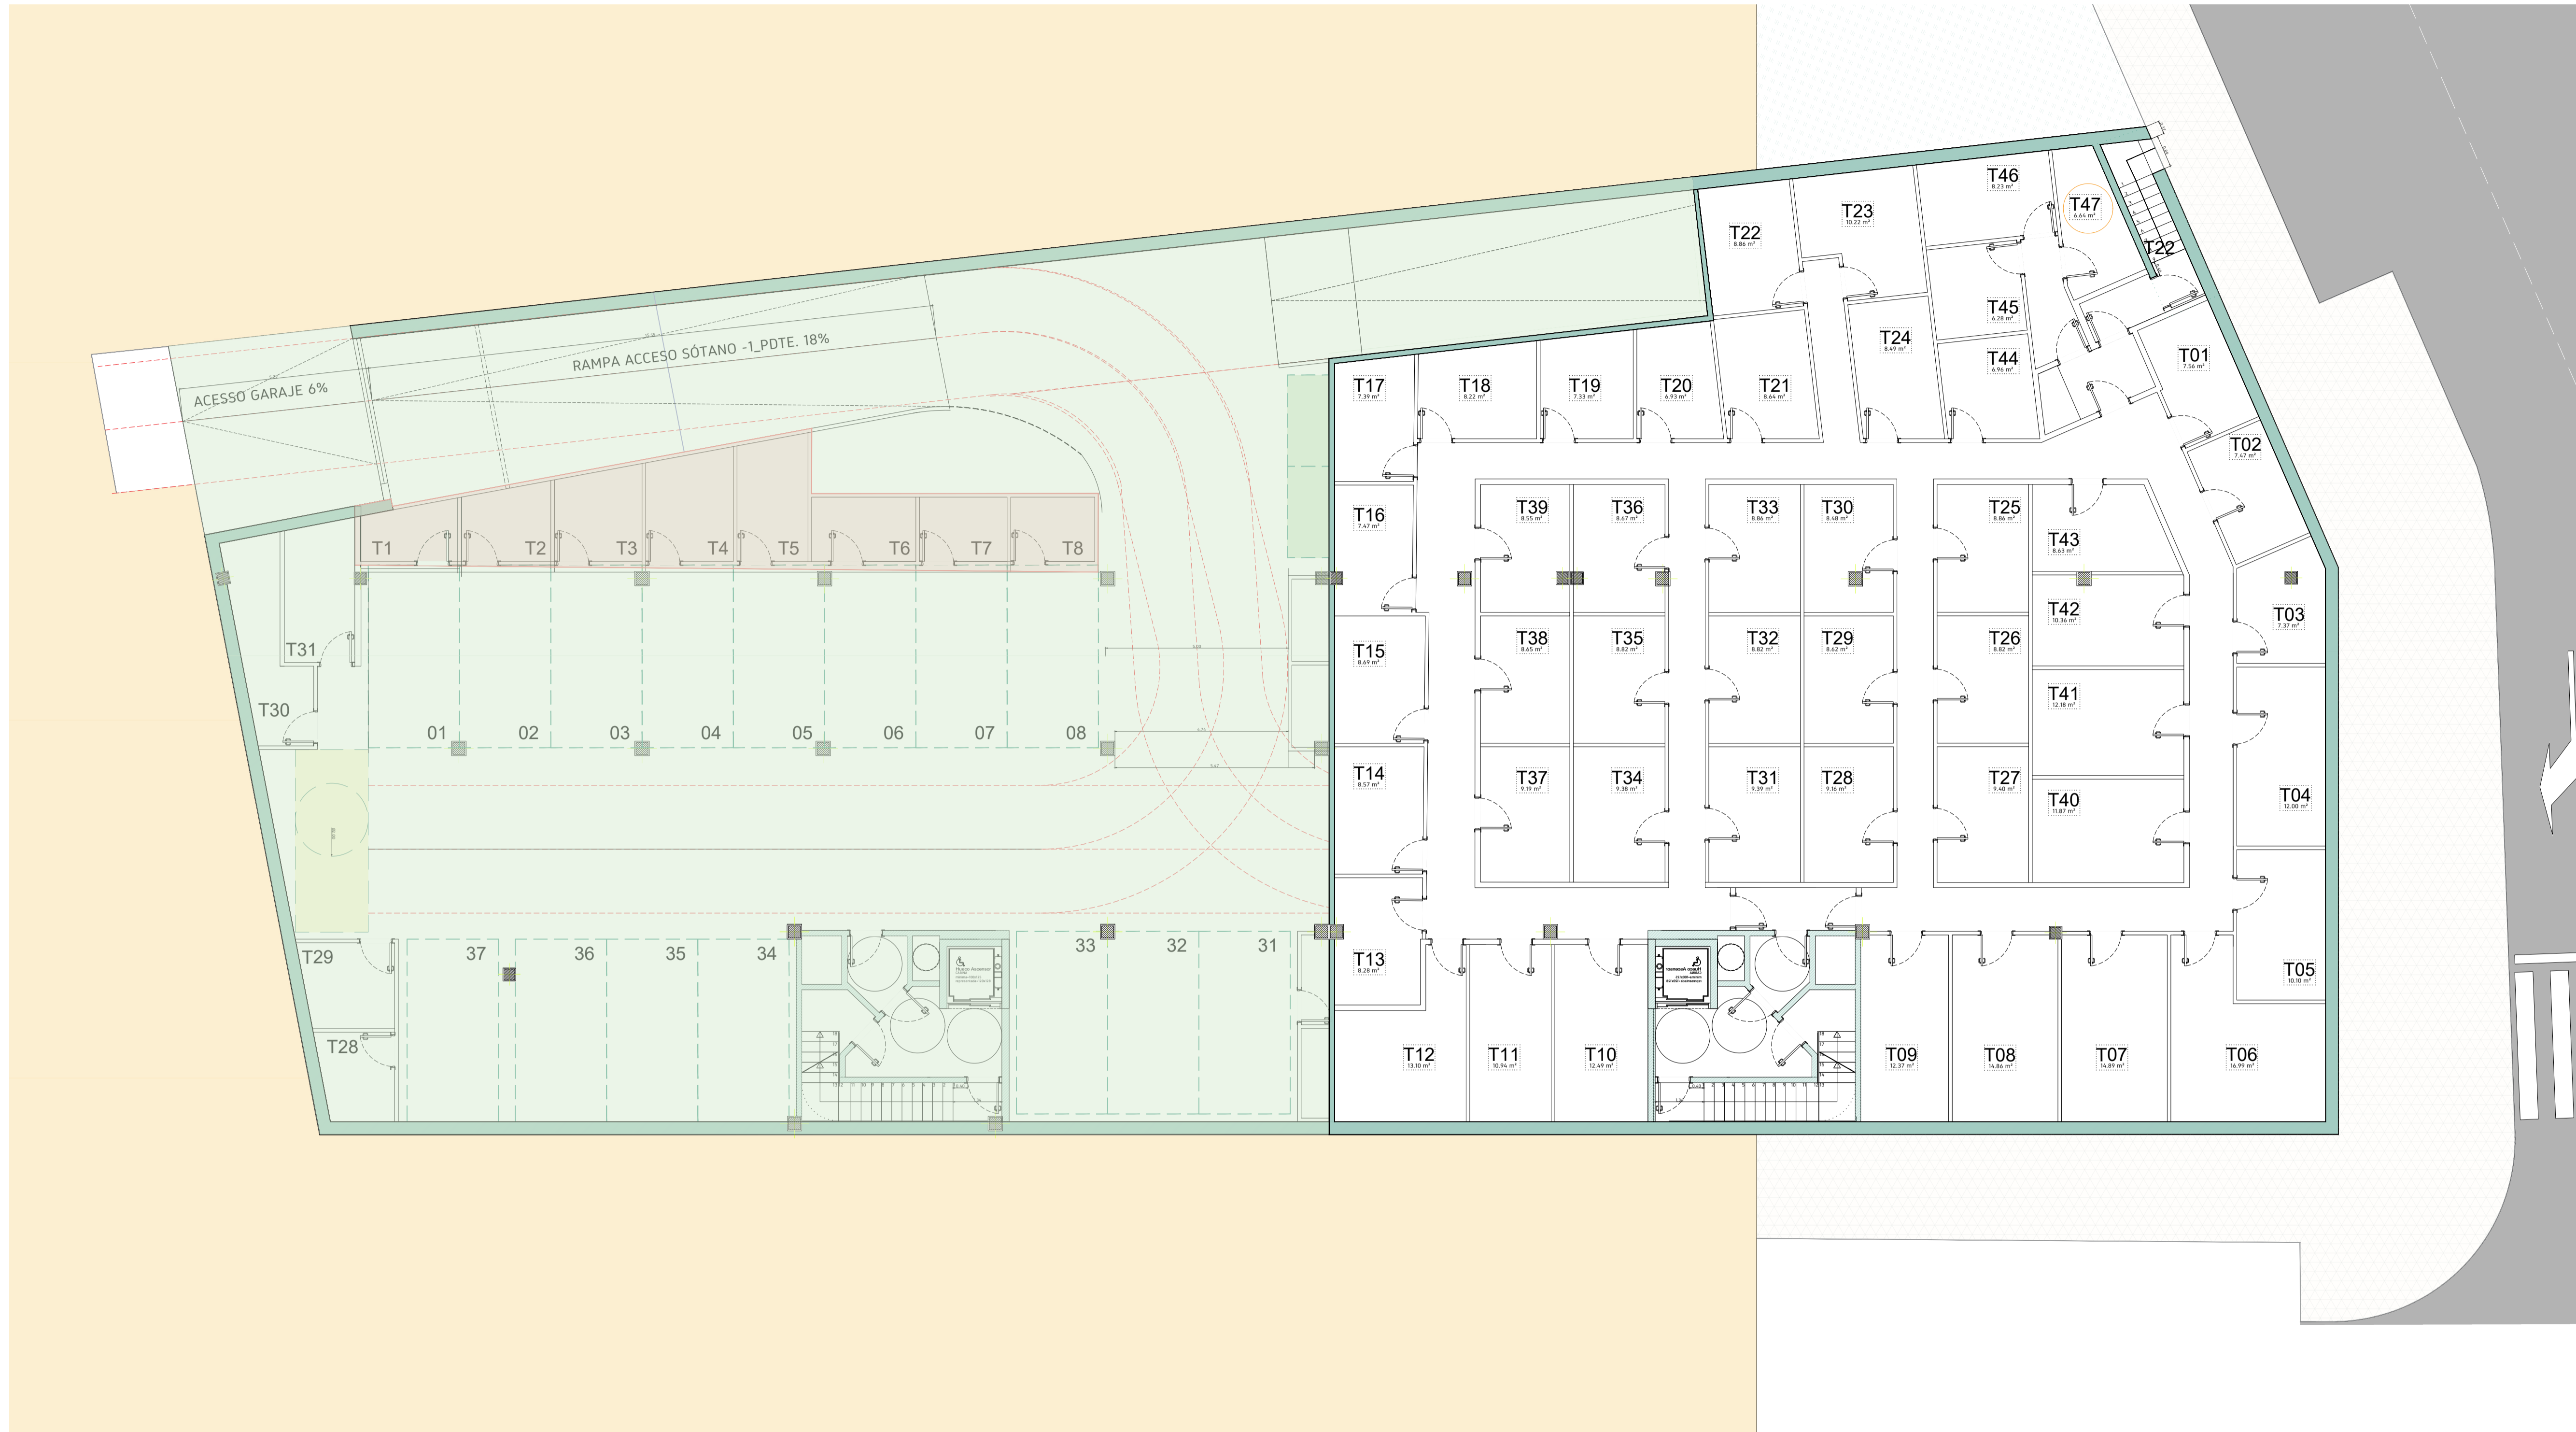 ACESSO GARAJE 6%
RAMPA ACCESO SÓTANO -1_PDTE. 18%
T1
T2
T3
T4
T5
T6
T7
T8
T31
T30
01
02
03
04
05
06
07
08
T29
T28
37
36
35
34
33
32
31
Hueco Ascensor
T46
8.23 m²
T47
6.64 m²
T23
10.22 m²
T22
8.86 m²
T22
T45
6.28 m²
T24
8.49 m²
T44
6.96 m²
T01
7.56 m²
T17
7.39 m²
T18
8.22 m²
T19
7.33 m²
T20
6.93 m²
T21
8.64 m²
T02
7.47 m²
T16
7.47 m²
T39
8.55 m²
T36
8.67 m²
T33
8.86 m²
T30
8.48 m²
T25
8.86 m²
T43
8.63 m²
T42
10.36 m²
T03
7.37 m²
T15
8.69 m²
T38
8.65 m²
T35
8.82 m²
T32
8.82 m²
T29
8.62 m²
T26
8.82 m²
T41
12.18 m²
T14
8.57 m²
T37
9.19 m²
T34
9.38 m²
T31
9.39 m²
T28
9.16 m²
T27
9.40 m²
T40
11.87 m²
T04
12.00 m²
T13
8.28 m²
Hueco Ascensor
T05
10.10 m²
T12
13.10 m²
T11
10.94 m²
T10
12.49 m²
T09
12.37 m²
T08
14.86 m²
T07
14.89 m²
T06
16.99 m²